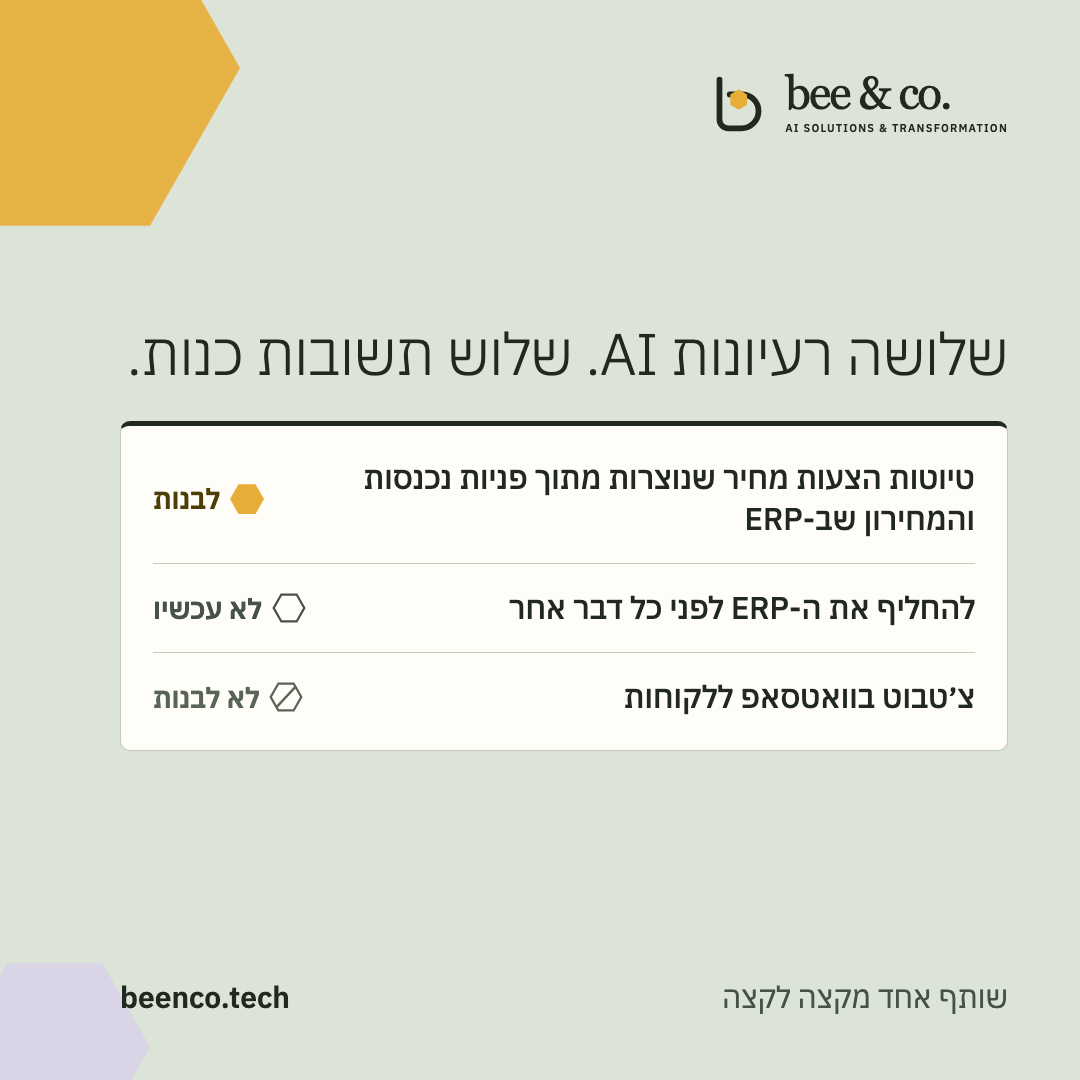 bee & co.
AI SOLUTIONS & TRANSFORMATION
שלושה רעיונות AI. שלוש תשובות כנות.
טיוטות הצעות מחיר שנוצרות מתוך פניות נכנסות
והמחירון שב-ERP
לבנות
להחליף את ה-ERP לפני כל דבר אחר
לא עכשיו
צ׳טבוט בוואטסאפ ללקוחות
לא לבנות
שותף אחד מקצה לקצה
beenco.tech